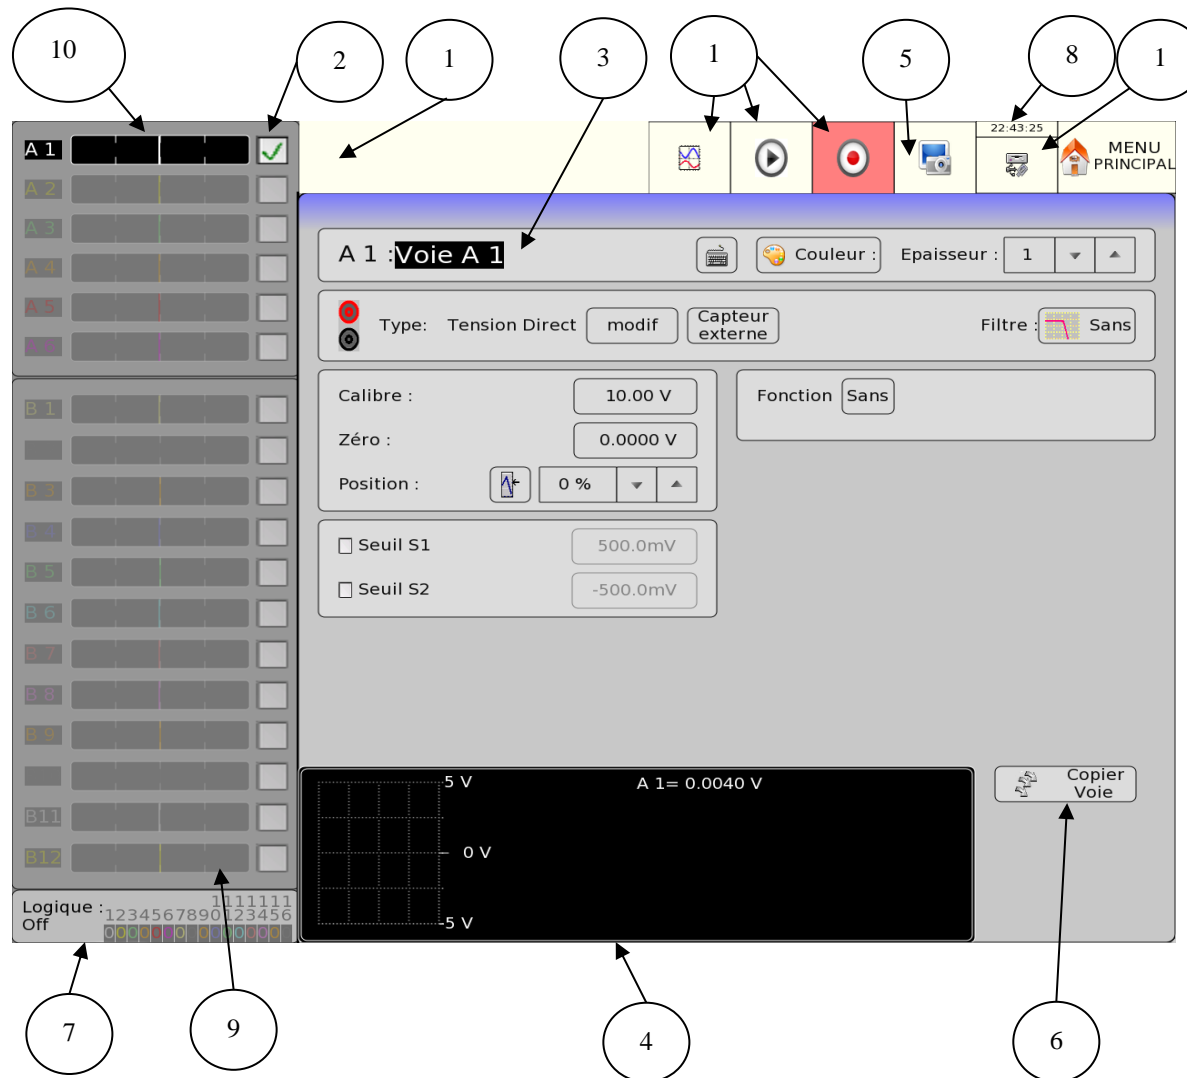 10
2
1
3
1
5
8
1
A 1
A 2
A 3
A 4
A 5
A 6
B 1
B 3
B 5
B 6
B 7
B 8
B 9
B11
B12
22:43:25
MENU
PRINCIPAL
A 1 : Voie A 1
Couleur :
Epaisseur : 1
Type: Tension Direct
modif
Capteur
externe
Filtre : Sans
Calibre : 10.00 V
Zéro : 0.0000 V
Position : 0 %
Fonction Sans
Seuil S1 500.0mV
Seuil S2 -500.0mV
5 V
A 1= 0.0040 V
0 V
-5 V
Copier
Voie
Logique :
Off
1111111
1234567890123456
7
9
4
6